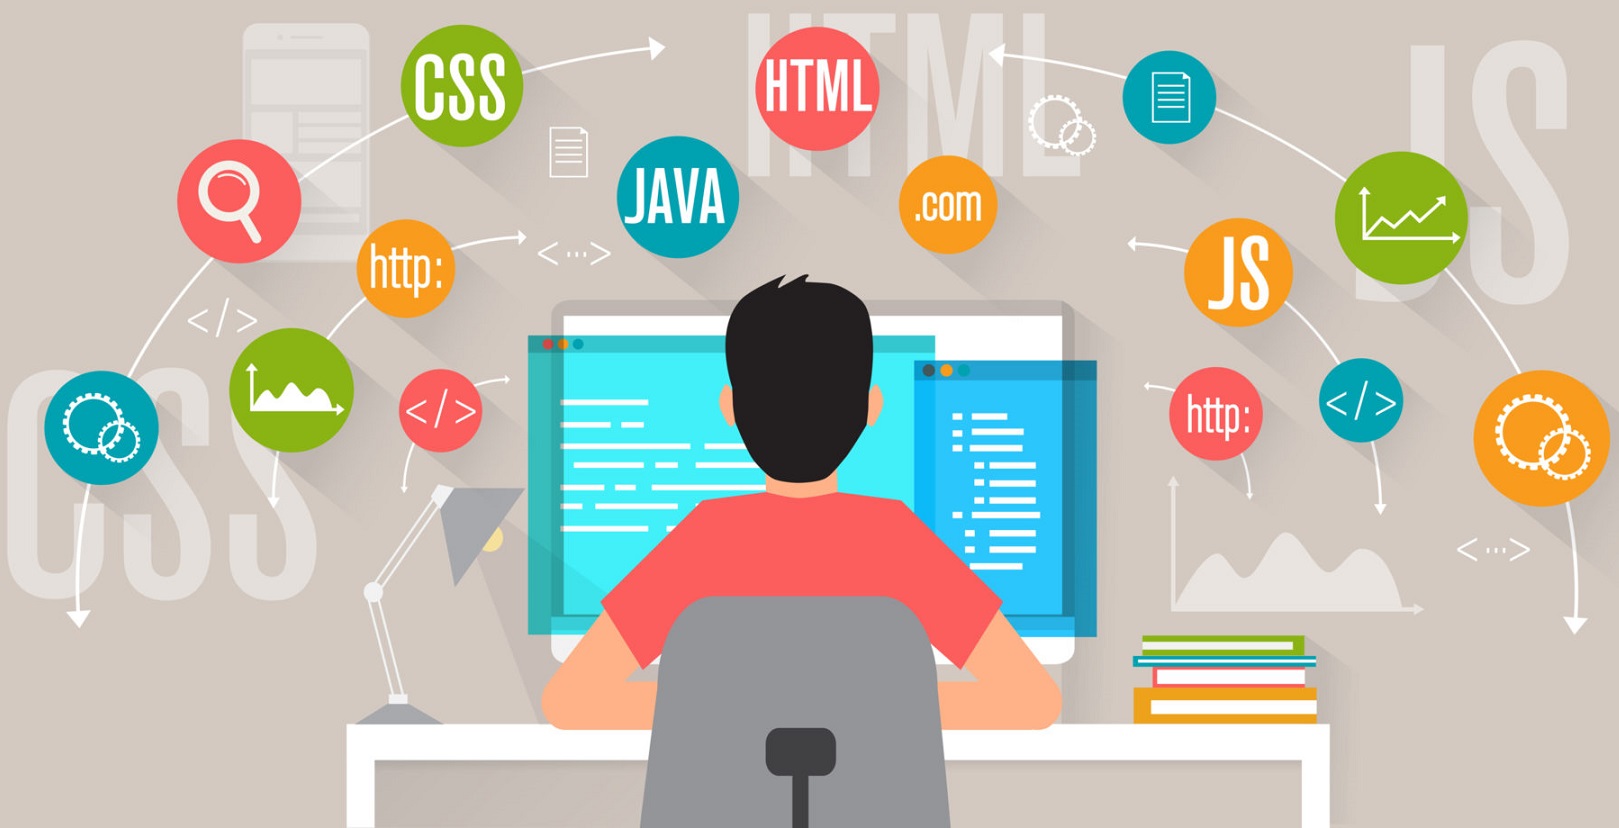 CSS
HTML
HTML
JS
JAVA
.com
http:
JS
</>
<...>
</>
</>
http:
</>
CSS
<...>